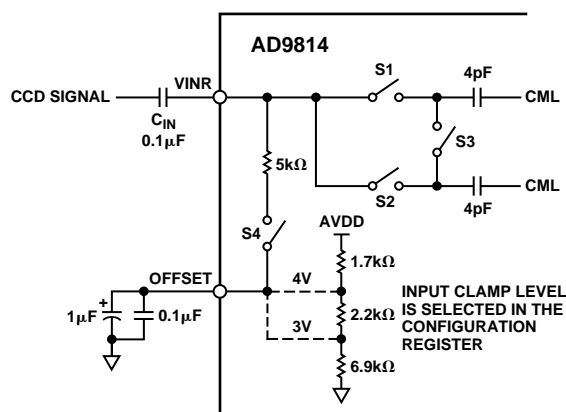 AD9814
S1
4pF
VINR
CCD SIGNAL
CML
CIN
0.1μF
S3
5kΩ
S2
CML
4pF
S4
AVDD
1.7kΩ
OFFSET
4V
INPUT CLAMP LEVEL
IS SELECTED IN THE
CONFIGURATION
REGISTER
+
1μF
0.1μF
2.2kΩ
3V
6.9kΩ